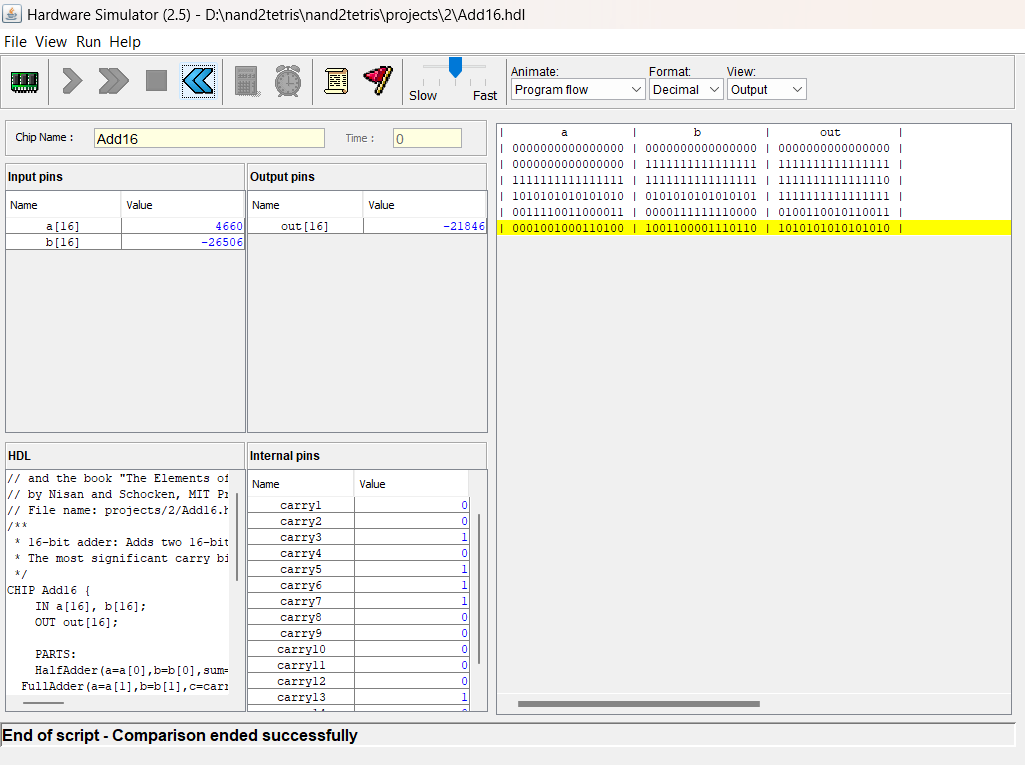 Hardware Simulator (2.5) - D:\nand2tetris\nand2tetris\projects\2\Add16.hdl
File View Run Help
Slow Fast
Animate: Format: View:
Program flow Decimal Output
Chip Name : Add16 Time : 0
Input pins
Name Value
a[16] 4660
b[16] -26506
Output pins
Name Value
out[16] -21846
HDL
// and the book "The Elements of
// by Nisan and Schocken, MIT Pr
// File name: projects/2/Add16.h
/**
* 16-bit adder: Adds two 16-bit
* The most significant carry bi
*/
CHIP Add16 {
IN a[16], b[16];
OUT out[16];
PARTS:
HalfAdder(a=a[0],b=b[0],sum=
FullAdder(a=a[1],b=b[1],c=carr
Internal pins
Name Value
carry1 0
carry2 0
carry3 1
carry4 0
carry5 1
carry6 1
carry7 1
carry8 0
carry9 0
carry10 0
carry11 0
carry12 0
carry13 1
| a | b | out |
| 0000000000000000 | 0000000000000000 | 0000000000000000 |
| 0000000000000000 | 1111111111111111 | 1111111111111111 |
| 1111111111111111 | 1111111111111111 | 1111111111111110 |
| 1010101010101010 | 0101010101010101 | 1111111111111111 |
| 0011110011000011 | 0000111111110000 | 0100110010110011 |
| 0001001000110100 | 1001100001110110 | 1010101010101010 |
End of script - Comparison ended successfully